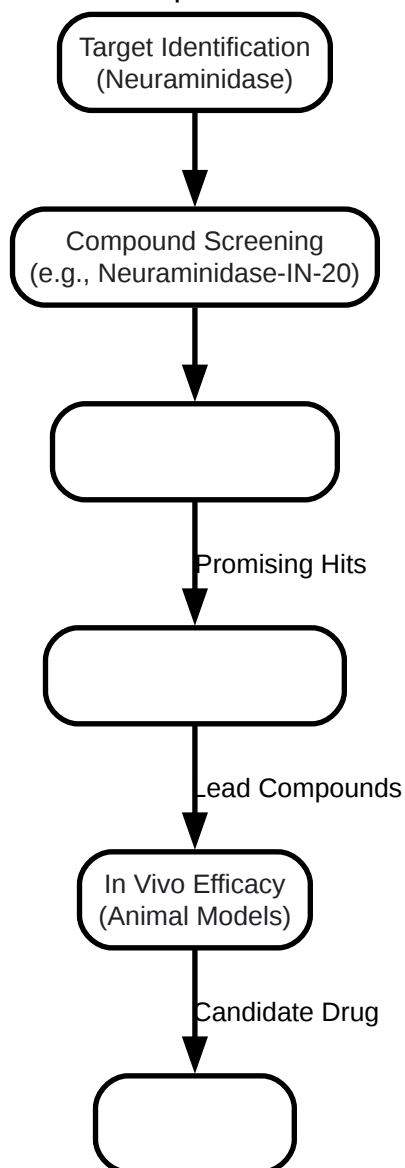 Target Identification
(Neuraminidase)
Compound Screening
(e.g., Neuraminidase-IN-20)
Promising Hits
Lead Compounds
In Vivo Efficacy
(Animal Models)
Candidate Drug